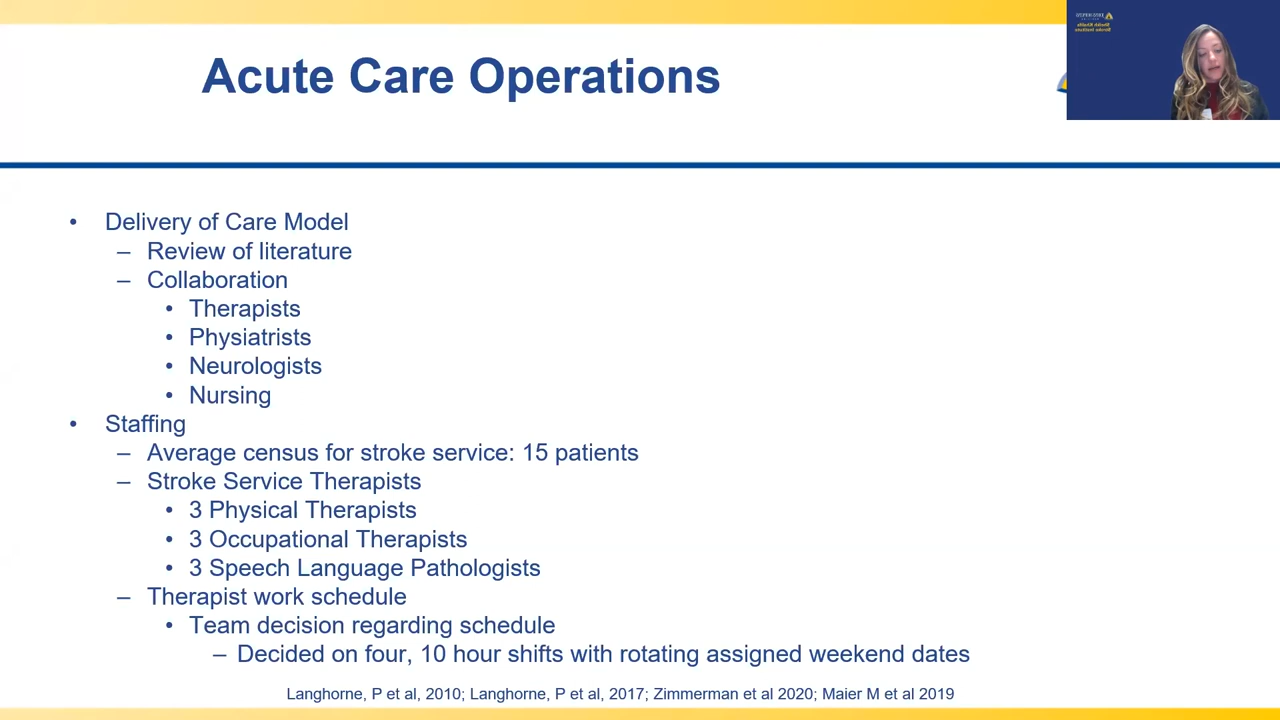 Acute Care Operations
• Delivery of Care Model
– Review of literature
– Collaboration
• Therapists
• Physiatrists
• Neurologists
• Nursing
• Staffing
– Average census for stroke service: 15 patients
– Stroke Service Therapists
• 3 Physical Therapists
• 3 Occupational Therapists
• 3 Speech Language Pathologists
– Therapist work schedule
• Team decision regarding schedule
– Decided on four, 10 hour shifts with rotating assigned weekend dates
Langhorne, P et al, 2010; Langhorne, P et al, 2017; Zimmerman et al 2020; Maier M et al 2019